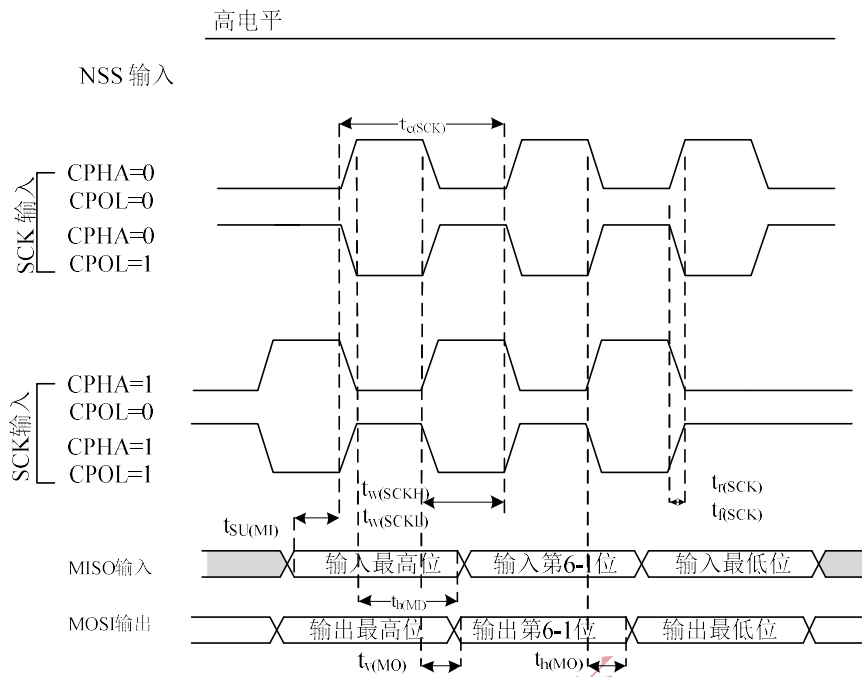 高电平
NSS 输入
tc(SCK)
SCK 输入
CPHA=0
CPOL=0
CPHA=0
CPOL=1
SCK输入
CPHA=1
CPOL=0
CPHA=1
CPOL=1
tw(SCKH)
tw(SCKL)
tr(SCK)
tf(SCK)
tSU(MI)
MISO输入
输入最高位
输入第6-1位
输入最低位
th(MI)
MOSI输出
输出最高位
输出第6-1位
输出最低位
tv(MO)
th(MO)